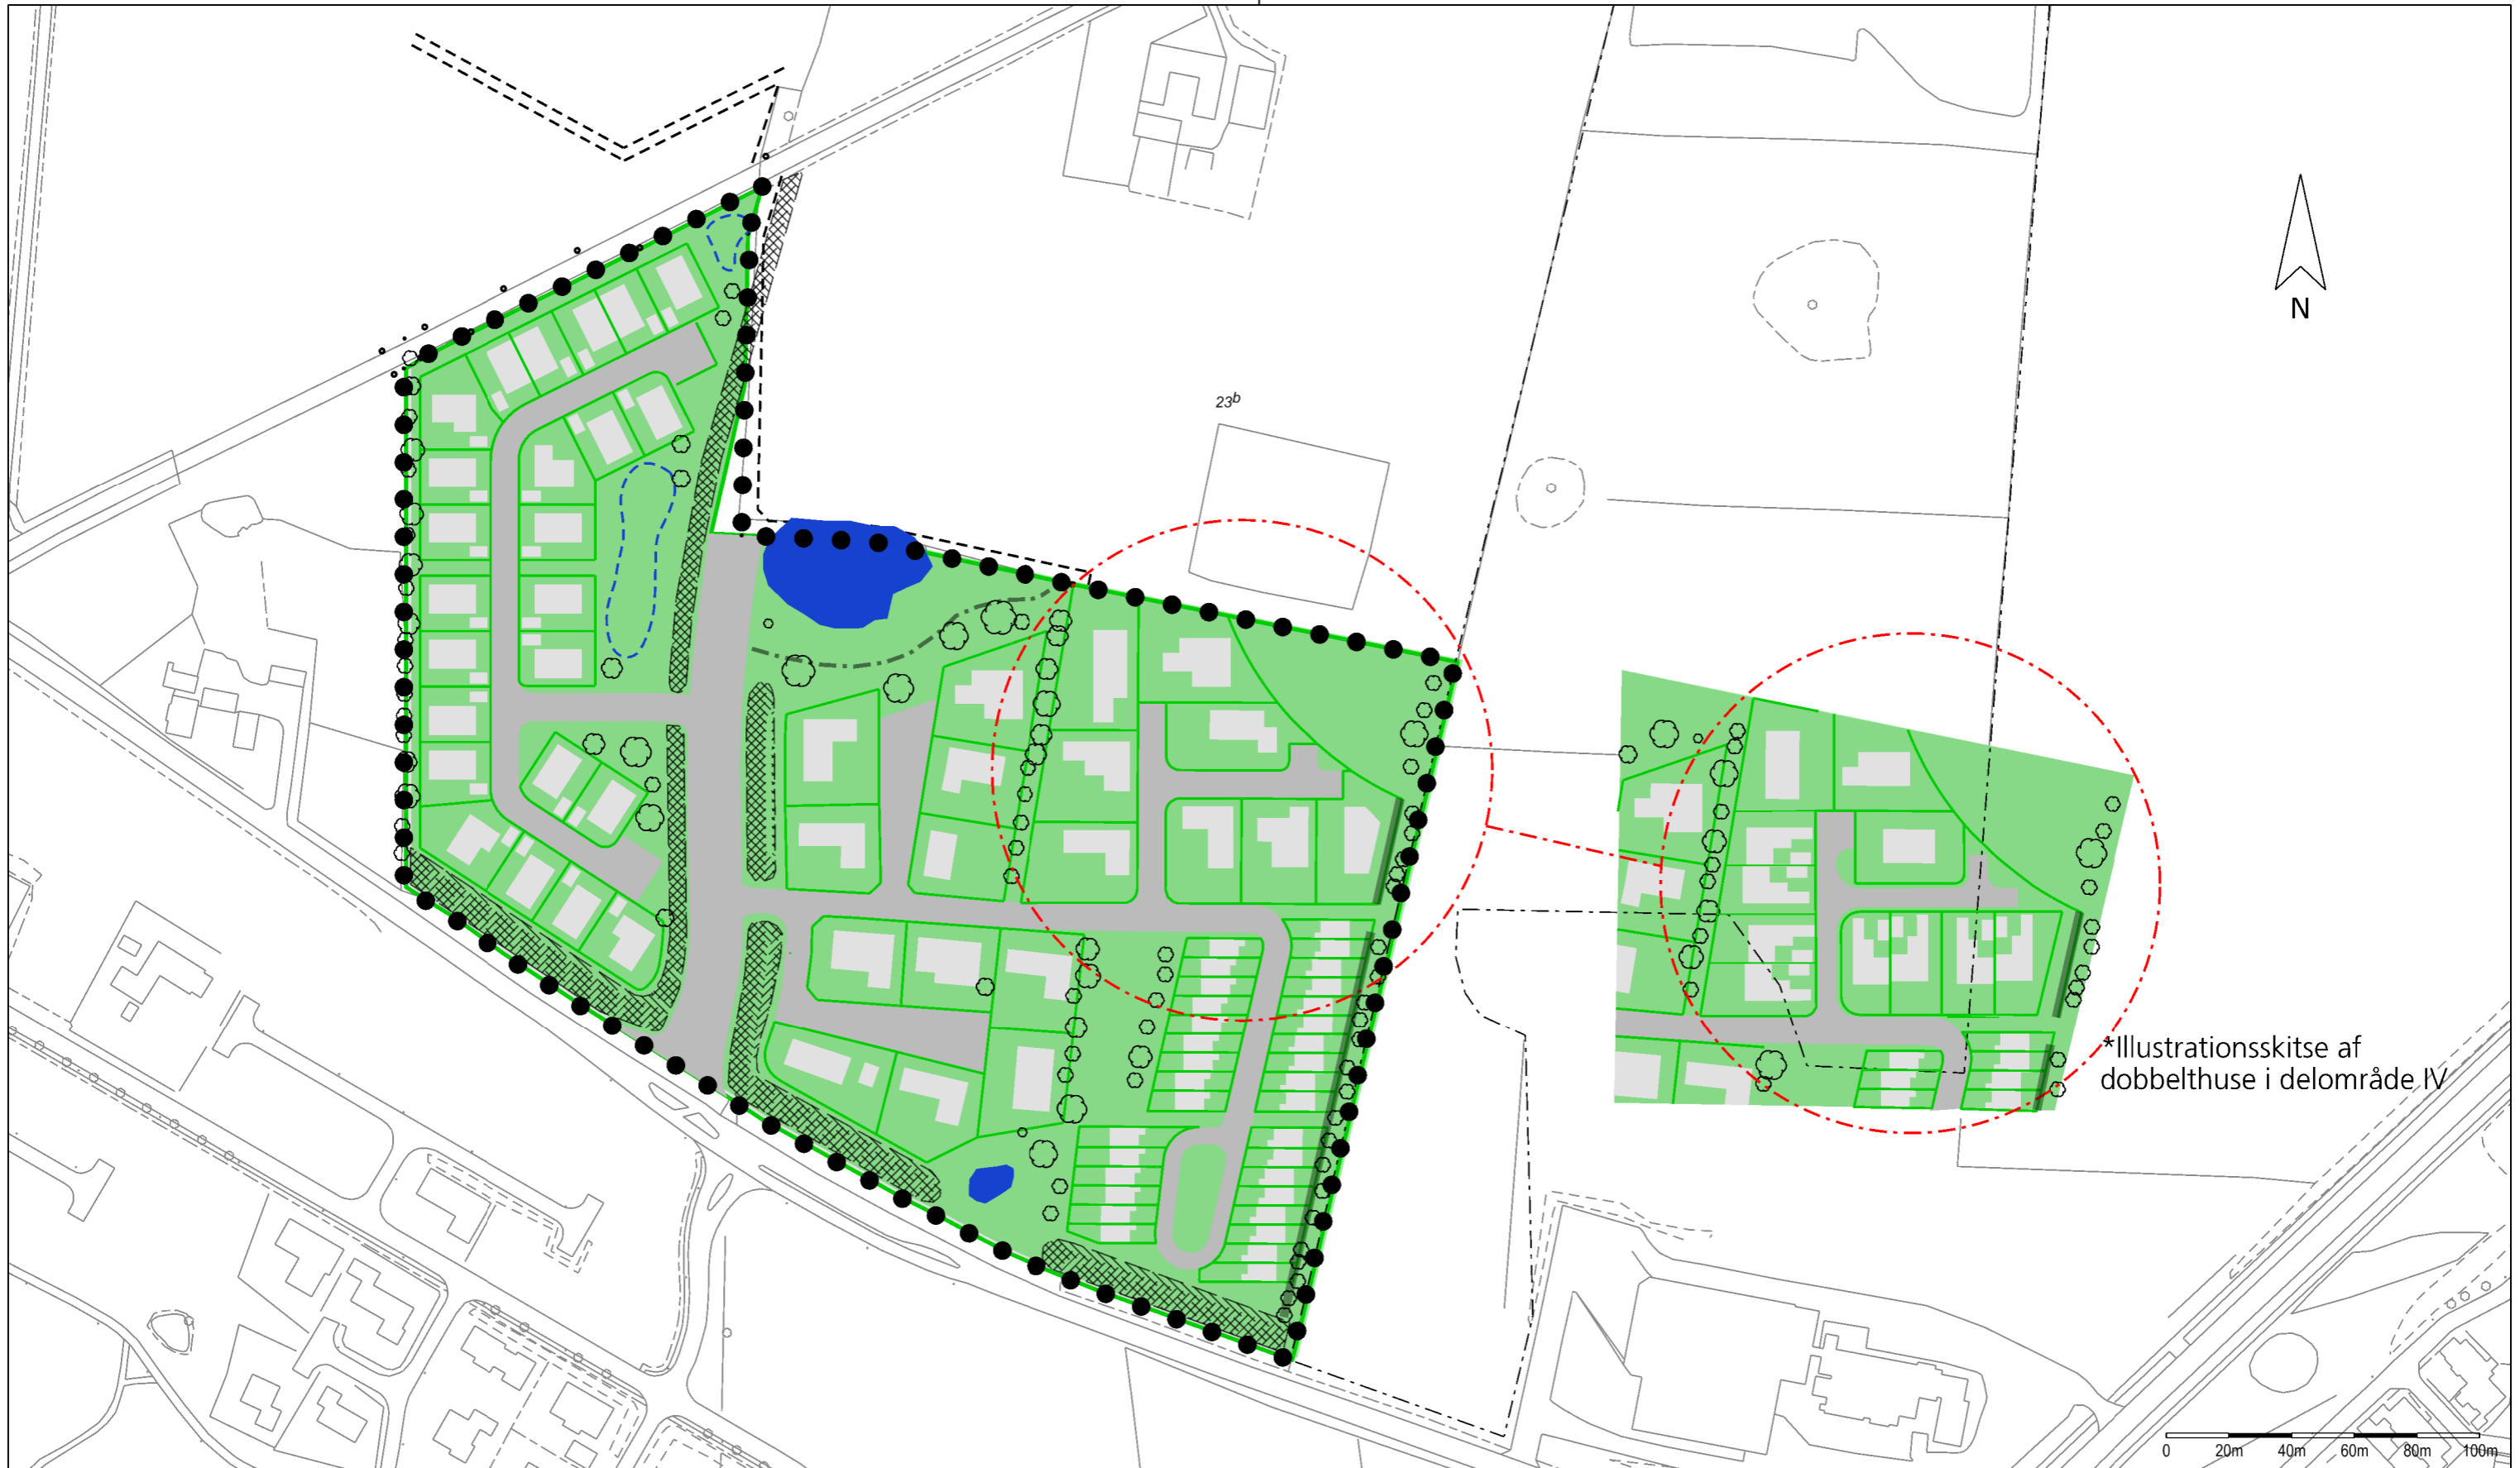 N
23b
*Illustrationsskitse af
dobbelthuse i delområde IV
0 20m 40m 60m 80m 100m